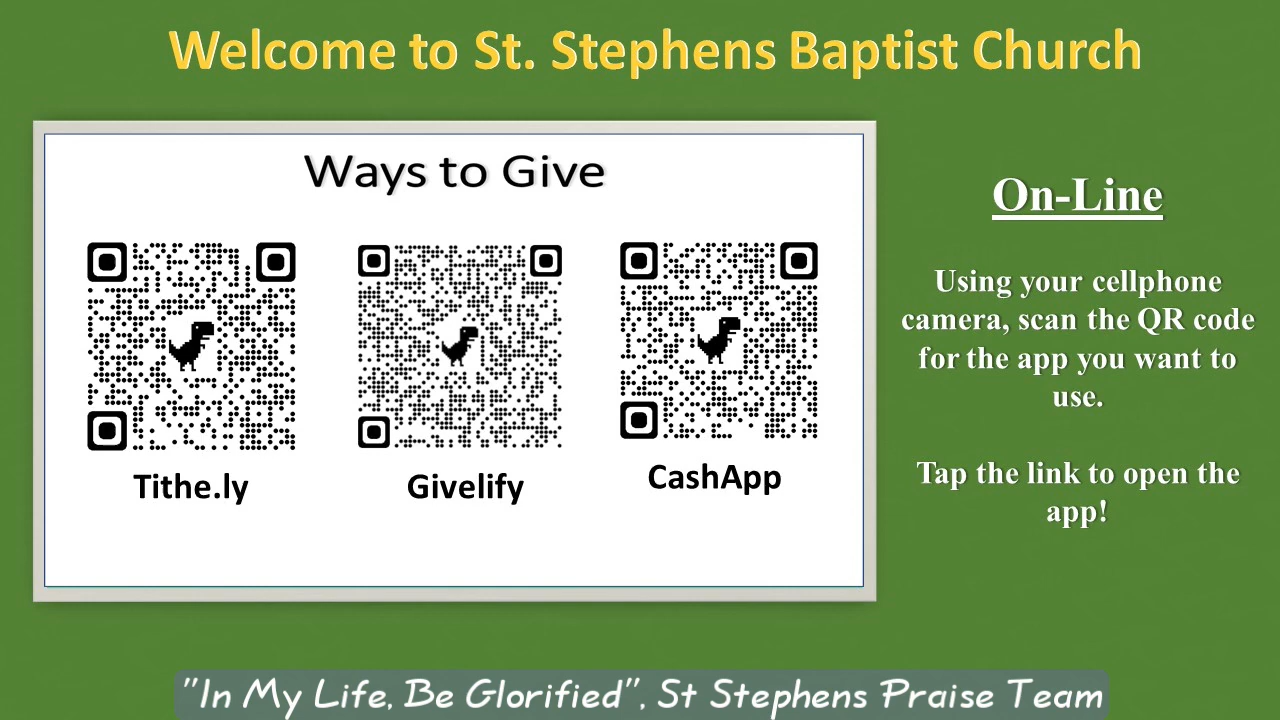 Welcome to St. Stephens Baptist Church
Ways to Give
Tithe.ly
Givelify
CashApp
On-Line
Using your cellphone
camera, scan the QR code
for the app you want to
use.
Tap the link to open the
app!
"In My Life, Be Glorified", St Stephens Praise Team